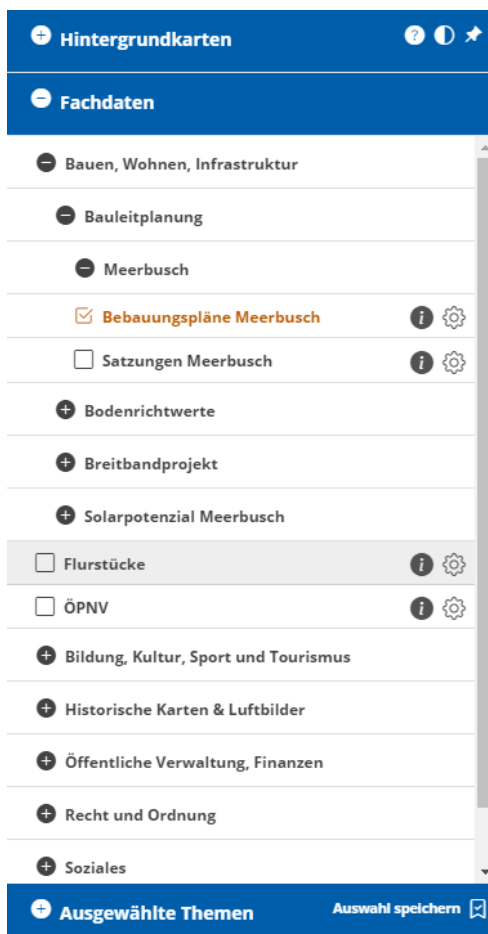 Hintergrundkarten
Fachdaten
Bauen, Wohnen, Infrastruktur
Bauleitplanung
Meerbusch
Bebauungspläne Meerbusch
Satzungen Meerbusch
Bodenrichtwerte
Breitbandprojekt
Solarpotenzial Meerbusch
Flurstücke
ÖPNV
Bildung, Kultur, Sport und Tourismus
Historische Karten & Luftbilder
Öffentliche Verwaltung, Finanzen
Recht und Ordnung
Soziales
Ausgewählte Themen Auswahl speichern